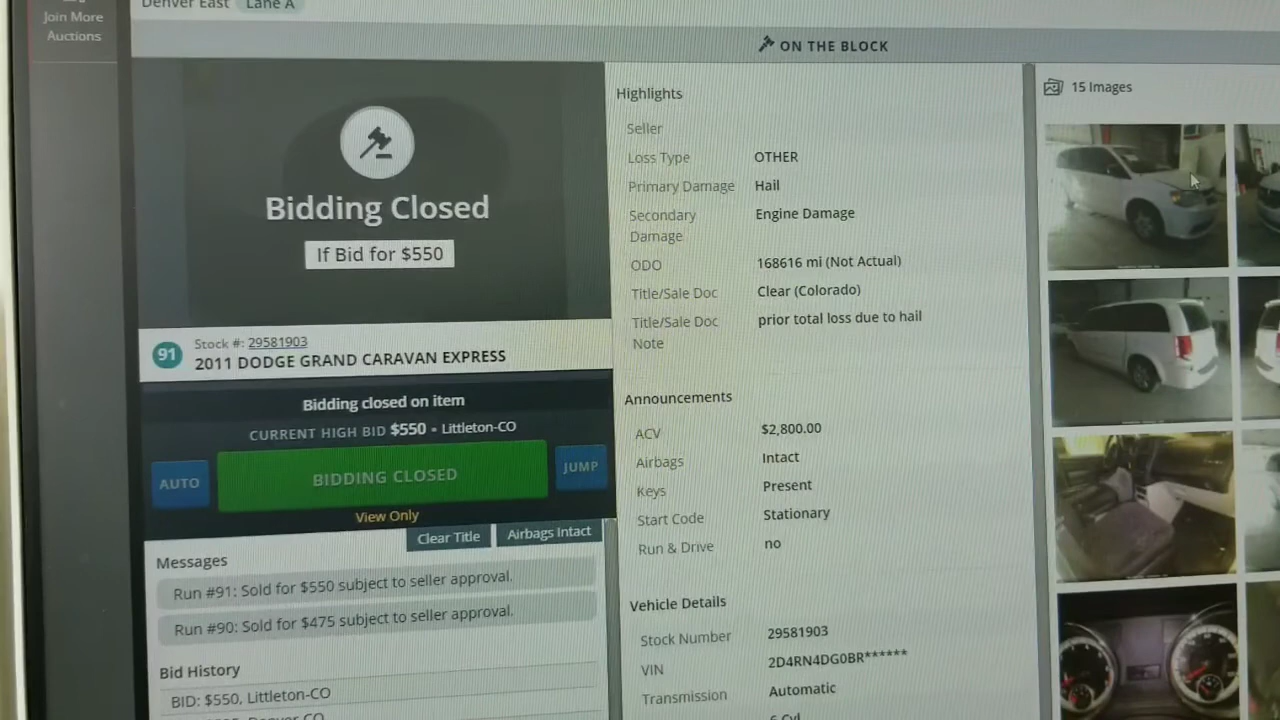 Join More
Auctions
Denver East Lane A
ON THE BLOCK
Bidding Closed
If Bid for $550
91
Stock #: 29581903
2011 DODGE GRAND CARAVAN EXPRESS
Bidding closed on item
CURRENT HIGH BID $550 - Littleton-CO
AUTO
BIDDING CLOSED
JUMP
View Only
Clear Title
Airbags Intact
Messages
Run #91: Sold for $550 subject to seller approval.
Run #90: Sold for $475 subject to seller approval.
Bid History
BID: $550, Littleton-CO
Highlights
Seller
Loss Type OTHER
Primary Damage Hail
Secondary Engine Damage
Damage
ODO 168616 mi (Not Actual)
Title/Sale Doc Clear (Colorado)
Title/Sale Doc prior total loss due to hail
Note
Announcements
ACV $2,800.00
Airbags Intact
Keys Present
Start Code Stationary
Run & Drive no
Vehicle Details
Stock Number 29581903
VIN 2D4RN4DG0BR******
Transmission Automatic
6 Cyl
15 Images